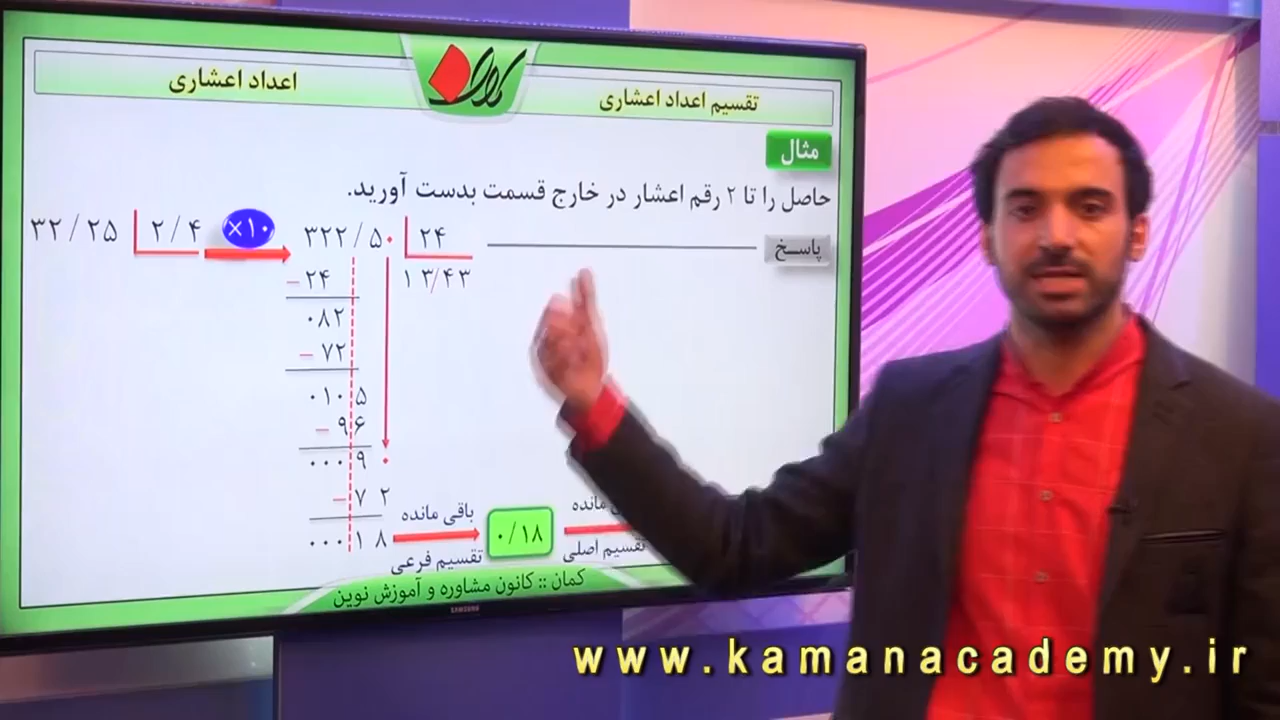 تقسیم اعداد اعشاری
اعداد اعشاری
مثال
حاصل را تا ۲ رقم اعشار در خارج قسمت بدست آورید.
پاسخ
۳۲/۲۵ ۲/۴ ×۱۰ ۳۲۲/۵۰ ۲۴
−۲۴ ۱۳/۴۳
۰۸۲
−۷۲
۰۱۰۵
−۹۶
۰۰۰۹۰
−۷۲
۰۰۰۱۸
باقی مانده
تقسیم فرعی
۰/۱۸
مانده
تقسیم اصلی
کمان :: کانون مشاوره و آموزش نوین
SAMSUNG
www.kamanacademy.ir